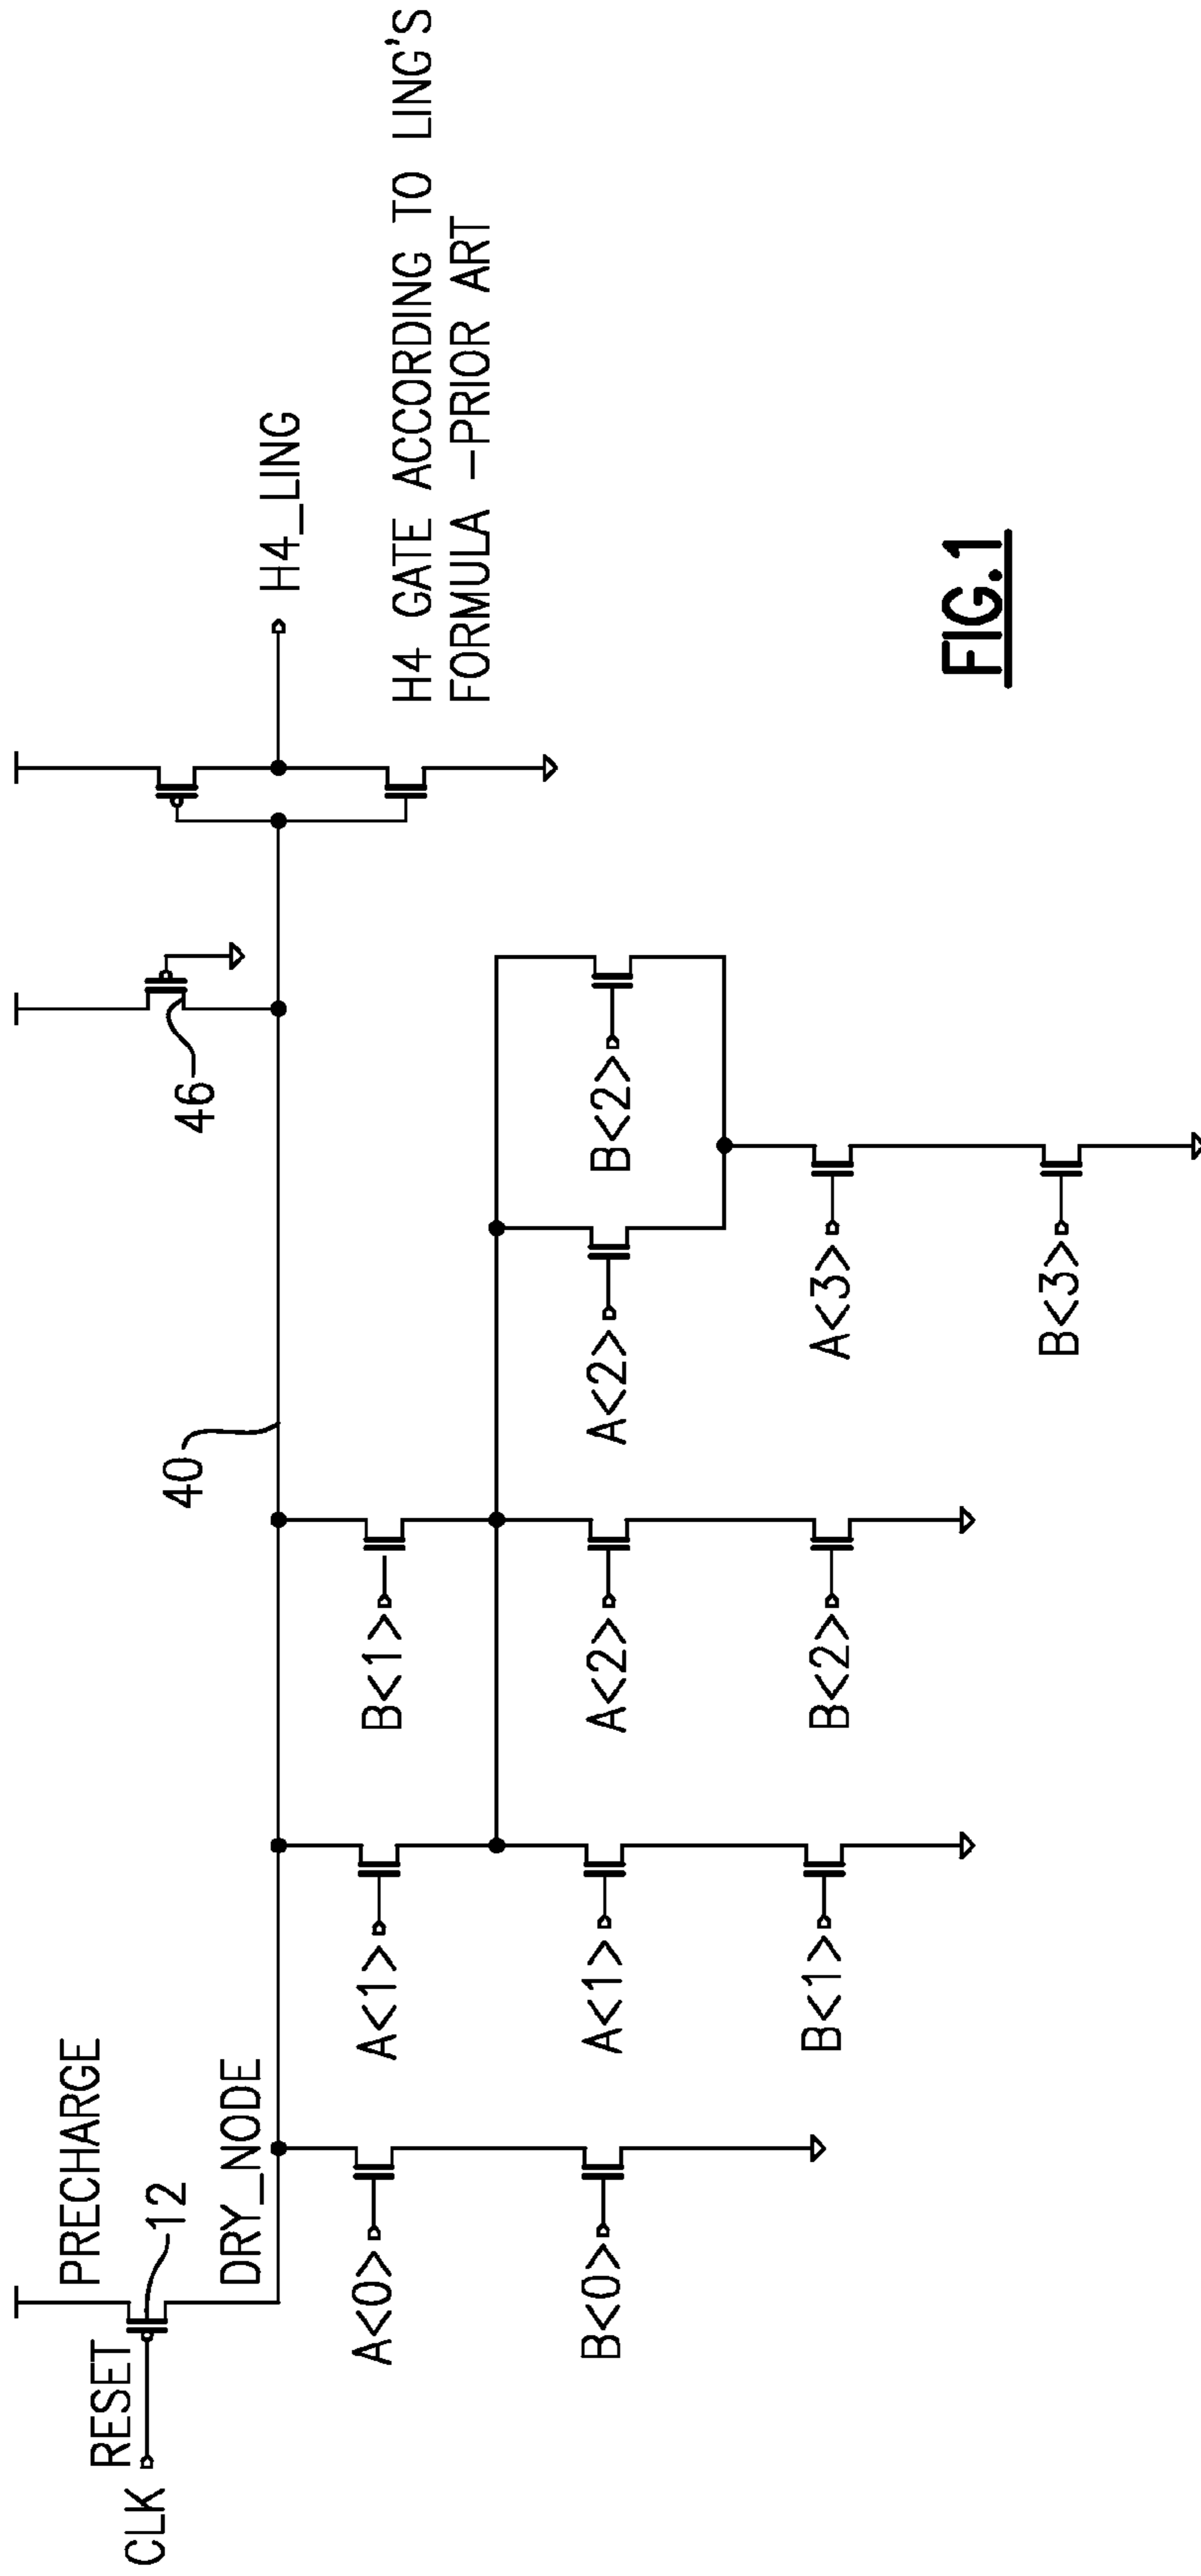 PRECHARGE
RESET
CLK
12
DRY_NODE
40
46
H4_LING
H4 GATE ACCORDING TO LING'S
FORMULA -PRIOR ART
A<0>
B<0>
A<1>
A<1>
B<1>
B<1>
A<2>
B<2>
A<2>
B<2>
A<3>
B<3>
FIG.1